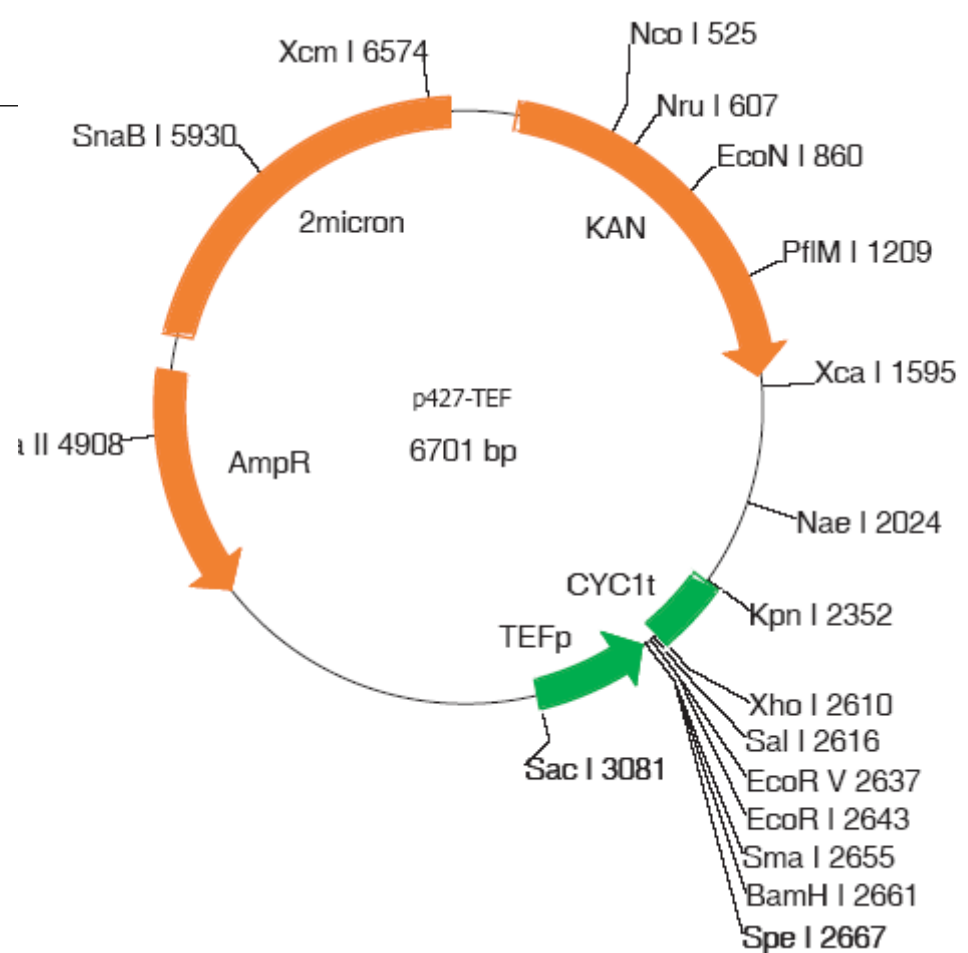 Xcm I 6574
Nco I 525
Nru I 607
SnaB I 5930
EcoN I 860
2micron
KAN
PflM I 1209
Xca I 1595
p427-TEF
6701 bp
II 4908
AmpR
Nae I 2024
CYC1t
Kpn I 2352
TEFp
Xho I 2610
Sal I 2616
Sac I 3081
EcoR V 2637
EcoR I 2643
Sma I 2655
BamH I 2661
Spe I 2667